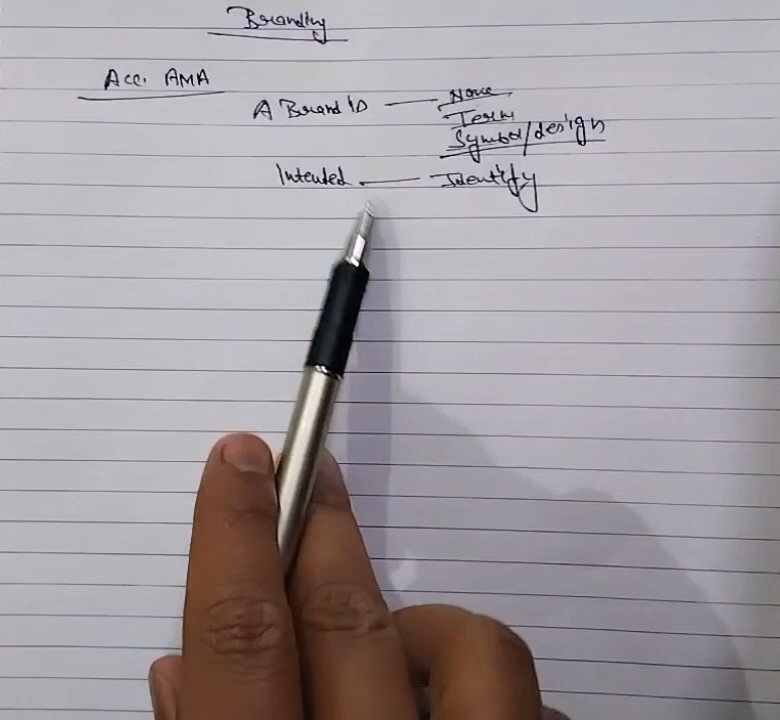 Branding
Acc. AMA
A Brand is — Name
Term
Symbol/design
Intended — Identify